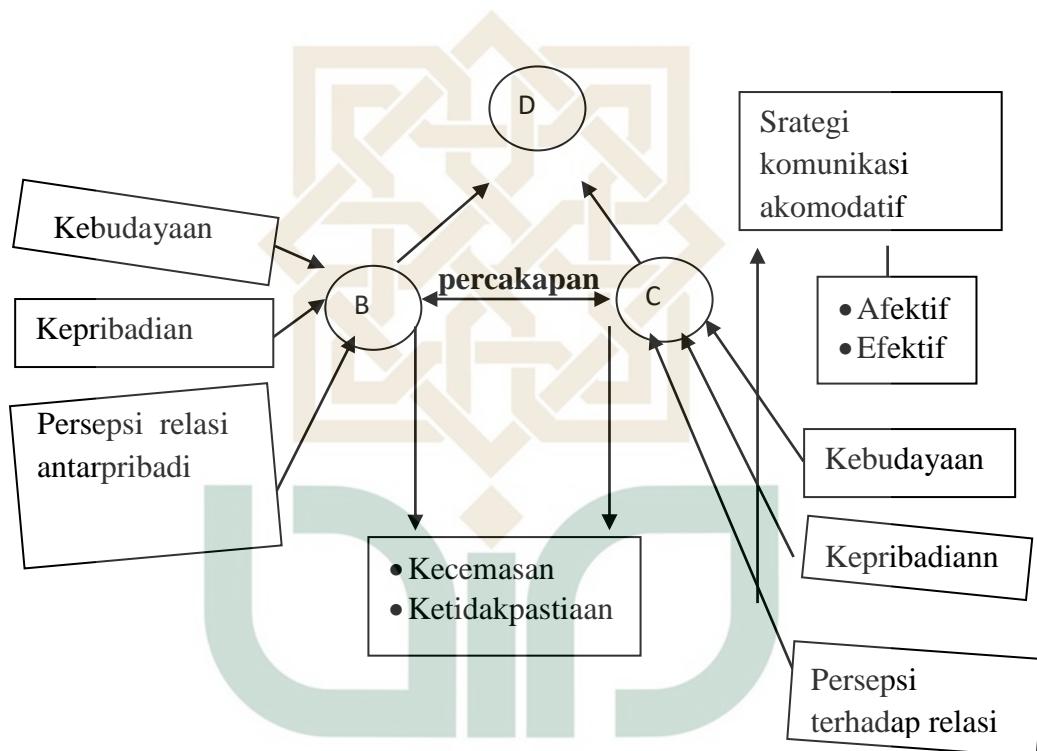 D
Srategi
komunikasi
akomodatif
Kebudayaan
percakapan
B
C
• Afektif
• Efektif
Kepribadian
Persepsi relasi
antarpribadi
Kebudayaan
Kepribadiann
• Kecemasan
• Ketidakpastiaan
Persepsi
terhadap relasi